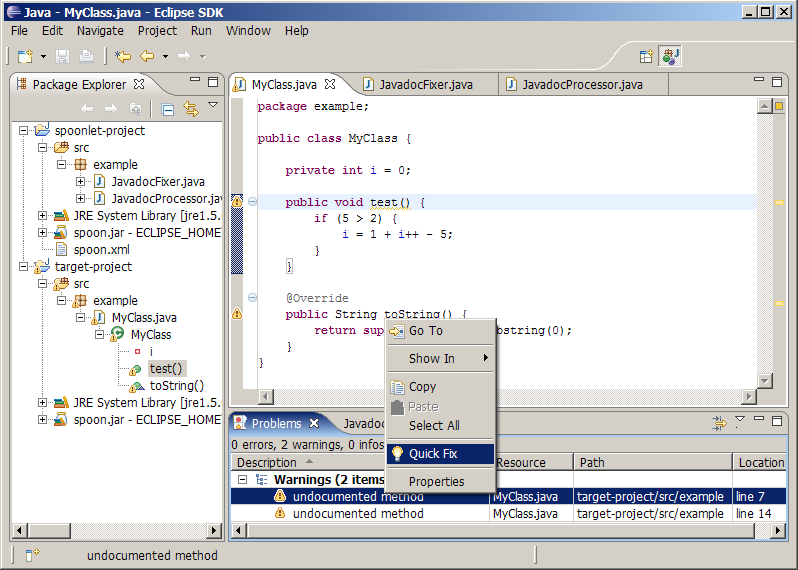 Java - MyClass.java - Eclipse SDK
File Edit Navigate Project Run Window Help
Package Explorer
spoonlet-project
src
example
JavadocFixer.java
JavadocProcessor.jav
JRE System Library [jre1.5.
spoon.jar - ECLIPSE_HOME
spoon.xml
target-project
src
example
MyClass.java
MyClass
i
test()
toString()
JRE System Library [jre1.5.
spoon.jar - ECLIPSE_HOME
MyClass.java JavadocFixer.java JavadocProcessor.java
package example;
public class MyClass {
private int i = 0;
public void test() {
if (5 > 2) {
i = 1 + i++ - 5;
}
}
@Override
public String toString() {
return sup bstring(0);
}
}
Go To
Show In
Copy
Paste
Select All
Quick Fix
Properties
Problems Javadoc
0 errors, 2 warnings, 0 infos
Description Resource Path Location
Warnings (2 items
undocumented method MyClass.java target-project/src/example line 7
undocumented method MyClass.java target-project/src/example line 14
undocumented method